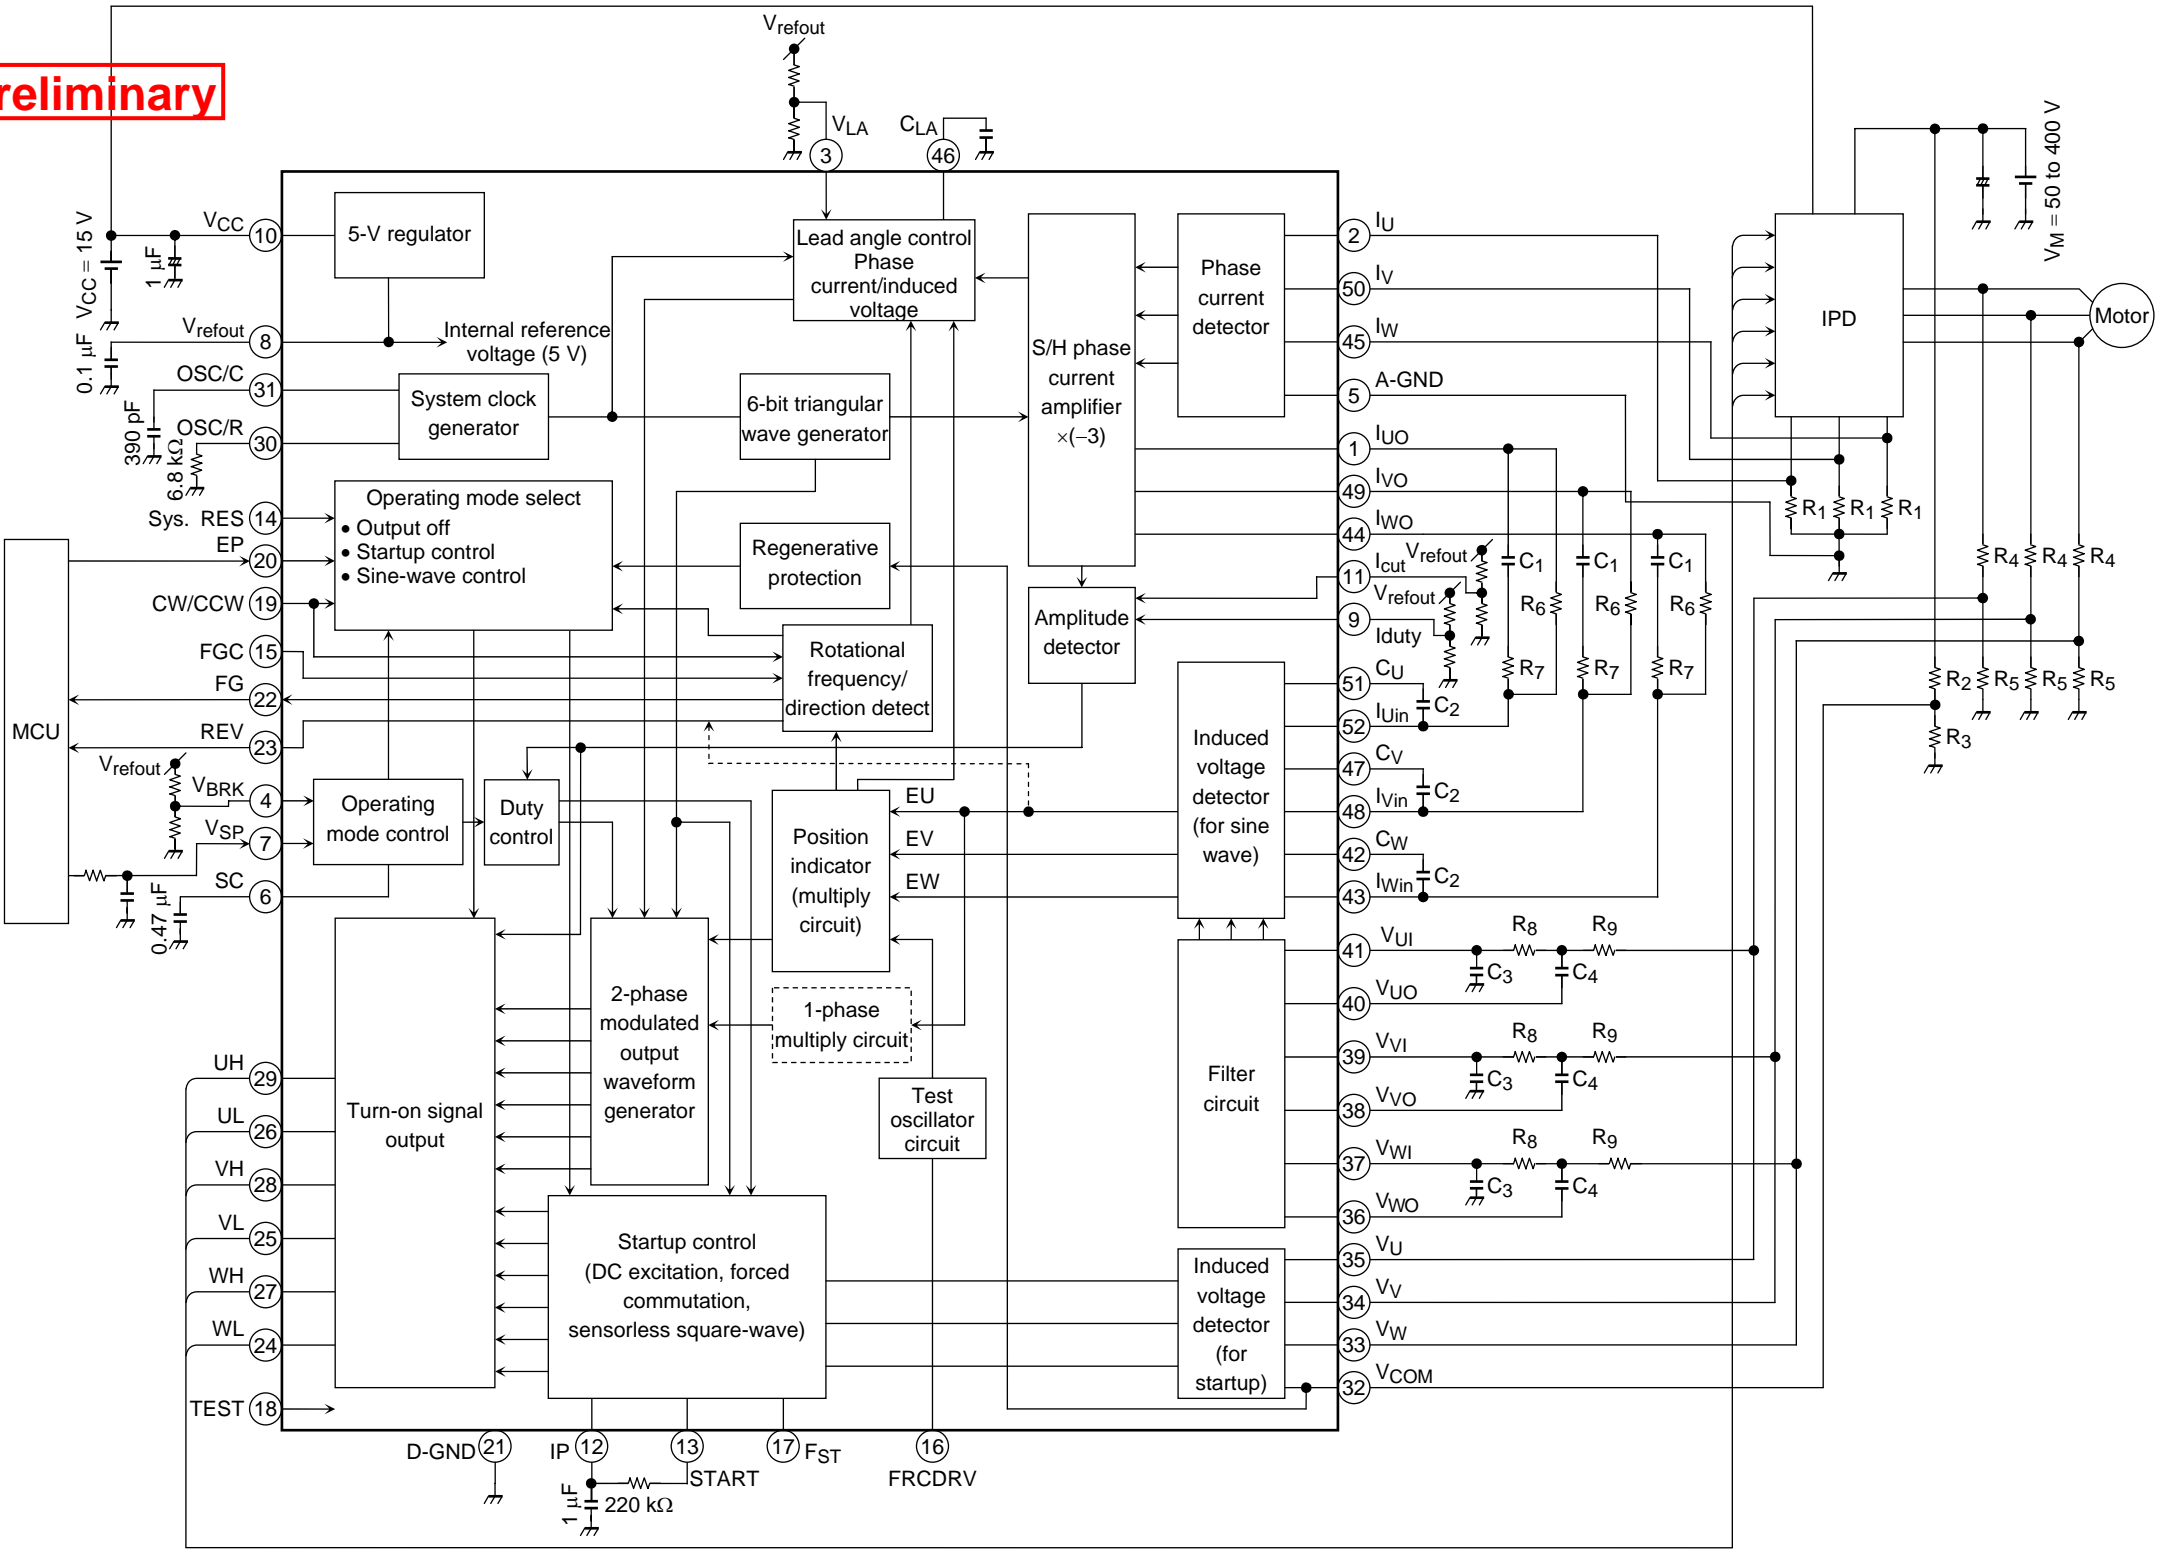 Preliminary
Vrefout
VLA
3
CLA
46
VCC = 15 V
1 μF
VCC
10
5-V regulator
0.1 μF
Vrefout
8
Internal reference
voltage (5 V)
OSC/C
31
390 pF
OSC/R
30
6.8 kΩ
System clock
generator
6-bit triangular
wave generator
Lead angle control
Phase
current/induced
voltage
S/H phase
current
amplifier
×(−3)
Phase
current
detector
2
IU
50
IV
45
IW
5
A-GND
1
IUO
49
IVO
44
IWO
11
Icut
Vrefout
9
Iduty
Vrefout
IPD
Motor
VM = 50 to 400 V
R1
R1
R1
C1
C1
C1
R6
R6
R6
R7
R7
R7
R4
R4
R4
R2
R5
R5
R5
R3
Sys. RES
14
EP
20
CW/CCW
19
FGC
15
FG
22
REV
23
Vrefout
VBRK
4
VSP
7
SC
6
0.47 μF
MCU
Operating mode select
• Output off
• Startup control
• Sine-wave control
Regenerative
protection
Amplitude
detector
Rotational
frequency/
direction detect
Operating
mode control
Duty
control
Position
indicator
(multiply
circuit)
EU
EV
EW
Induced
voltage
detector
(for sine
wave)
51
CU
C2
52
IUin
47
CV
C2
48
IVin
42
CW
C2
43
IWin
Turn-on signal
output
2-phase
modulated
output
waveform
generator
1-phase
multiply circuit
Test
oscillator
circuit
Filter
circuit
41
VUI
R8
R9
C3
C4
40
VUO
39
VVI
R8
R9
C3
C4
38
VVO
37
VWI
R8
R9
C3
C4
36
VWO
UH
29
UL
26
VH
28
VL
25
WH
27
WL
24
TEST
18
Startup control
(DC excitation, forced
commutation,
sensorless square-wave)
Induced
voltage
detector
(for
startup)
35
VU
34
VV
33
VW
32
VCOM
D-GND
21
IP
12
13
START
17
FST
16
FRCDRV
1 μF
220 kΩ